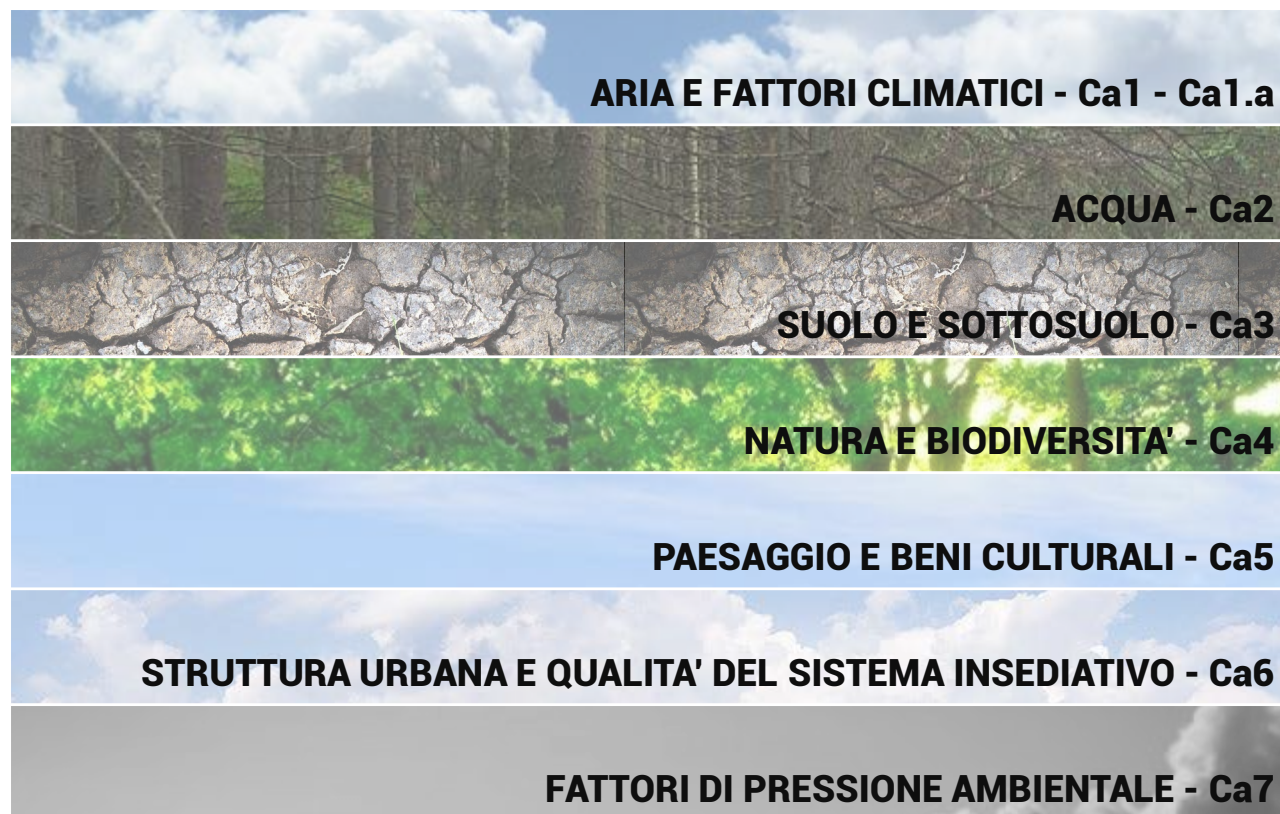 ARIA E FATTORI CLIMATICI - Ca1 - Ca1.a
ACQUA - Ca2
SUOLO E SOTTOSUOLO - Ca3
NATURA E BIODIVERSITA' - Ca4
PAESAGGIO E BENI CULTURALI - Ca5
STRUTTURA URBANA E QUALITA' DEL SISTEMA INSEDIATIVO - Ca6
FATTORI DI PRESSIONE AMBIENTALE - Ca7